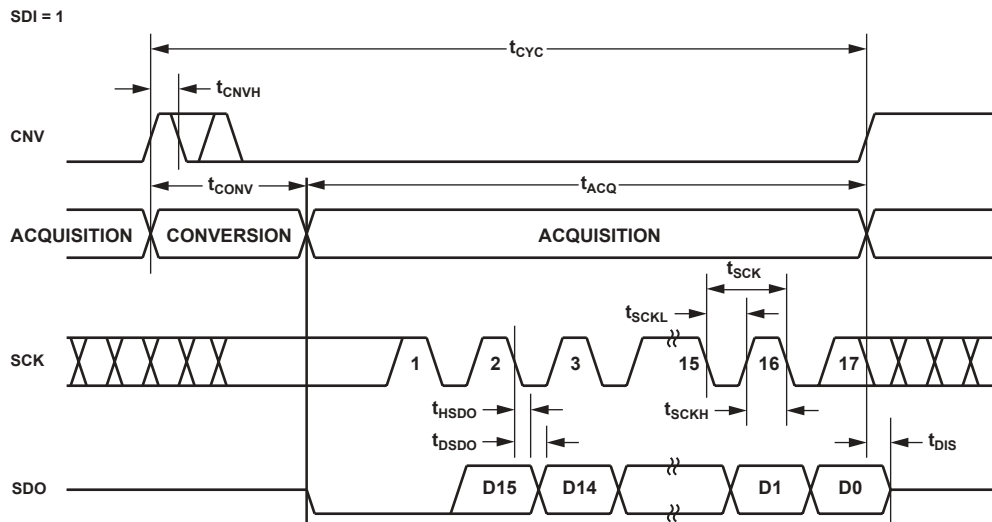 SDI = 1
tCYC
tCNVH
CNV
tCONV
tACQ
ACQUISITION CONVERSION ACQUISITION
tSCK
tSCKL
SCK 1 2 3 15 16 17
tHSDO tSCKH
tDSDO tDIS
SDO D15 D14 D1 D0